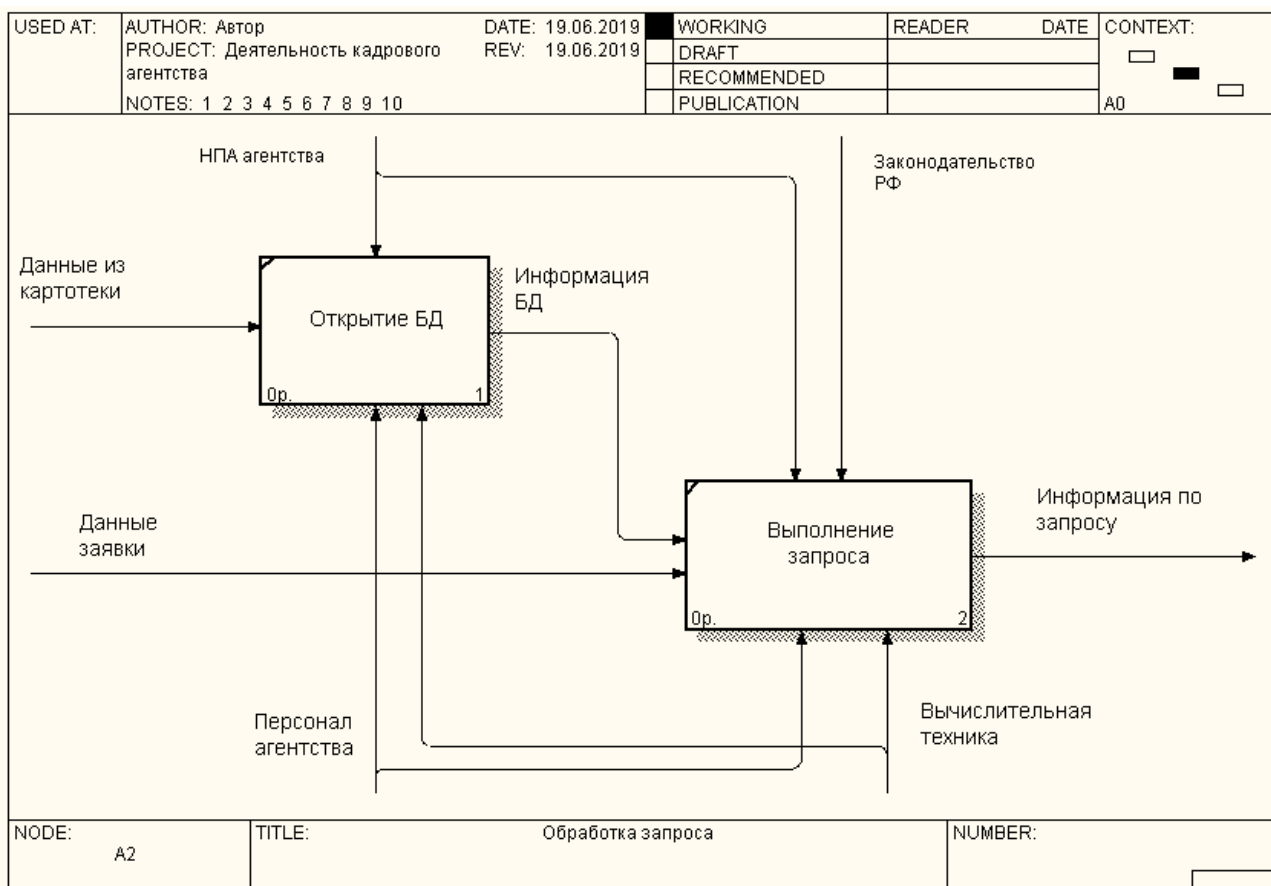 USED AT:
AUTHOR: Автор
DATE: 19.06.2019
WORKING
READER
DATE
CONTEXT:
PROJECT: Деятельность кадрового
REV: 19.06.2019
DRAFT
агентства
RECOMMENDED
NOTES: 1 2 3 4 5 6 7 8 9 10
PUBLICATION
A0
НПА агентства
Законодательство
РФ
Данные из
картотеки
Открытие БД
0р.
1
Информация
БД
Данные
заявки
Выполнение
запроса
0р.
2
Информация по
запросу
Персонал
агентства
Вычислительная
техника
NODE:
A2
TITLE:
Обработка запроса
NUMBER: